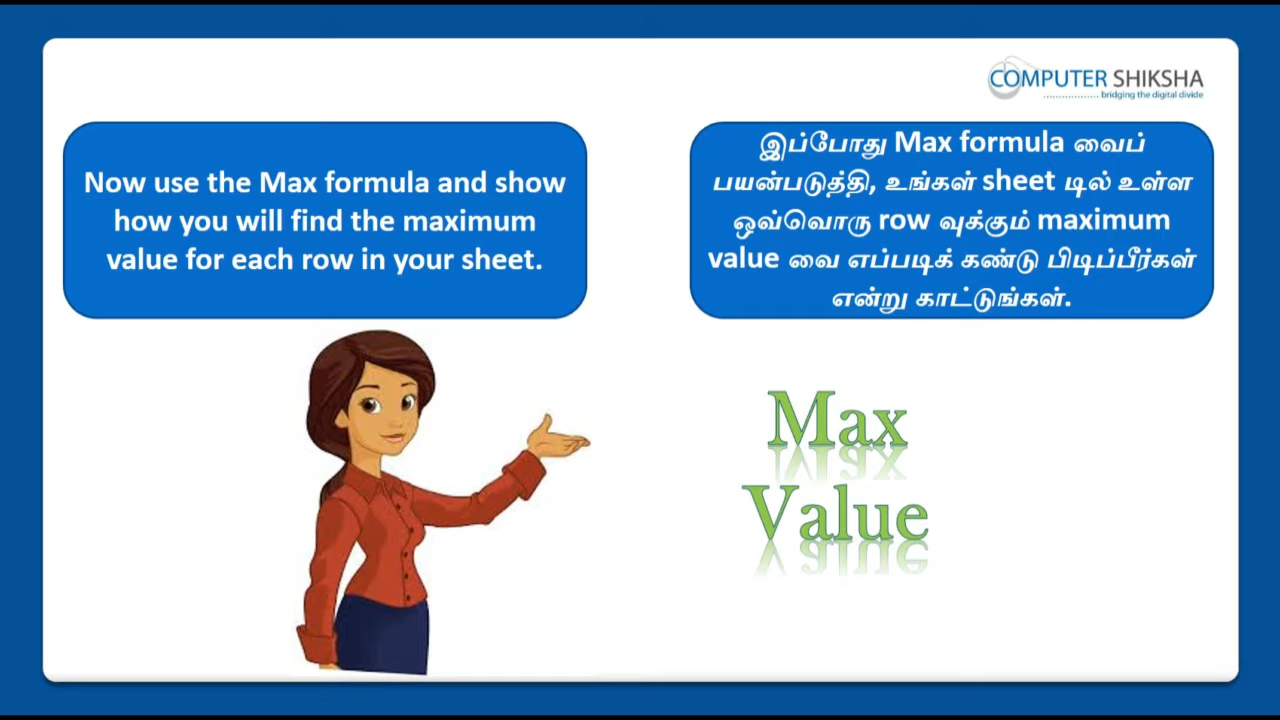 COMPUTER SHIKSHA
bridging the digital divide
Now use the Max formula and show
how you will find the maximum
value for each row in your sheet.
இப்போது Max formula வைப்
பயன்படுத்தி, உங்கள் sheet டில் உள்ள
ஒவ்வொரு row வுக்கும் maximum
value வை எப்படிக் கண்டு பிடிப்பீர்கள்
என்று காட்டுங்கள்.
Max
Value